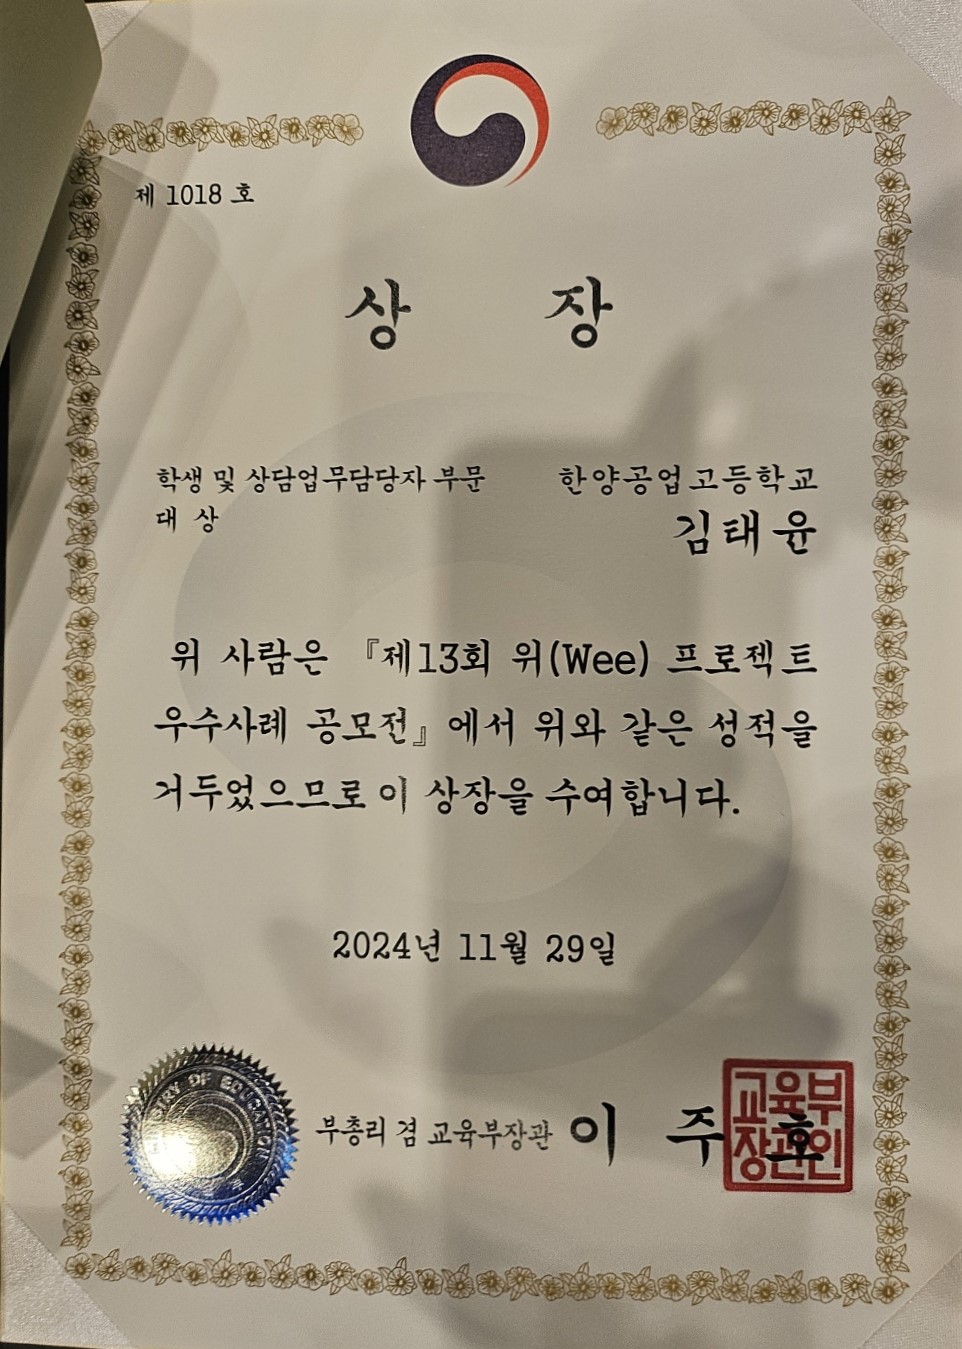 제 1018 호
상 장
학생 및 상담업무담당자 부문 한양공업고등학교
대 상 김태윤
위 사람은 『제13회 위(Wee) 프로젝트
우수사례 공모전』에서 위와 같은 성적을
거두었으므로 이 상장을 수여합니다.
2024년 11월 29일
부총리 겸 교육부장관 이 주 호
교육부
장관인
OF EDUCATION